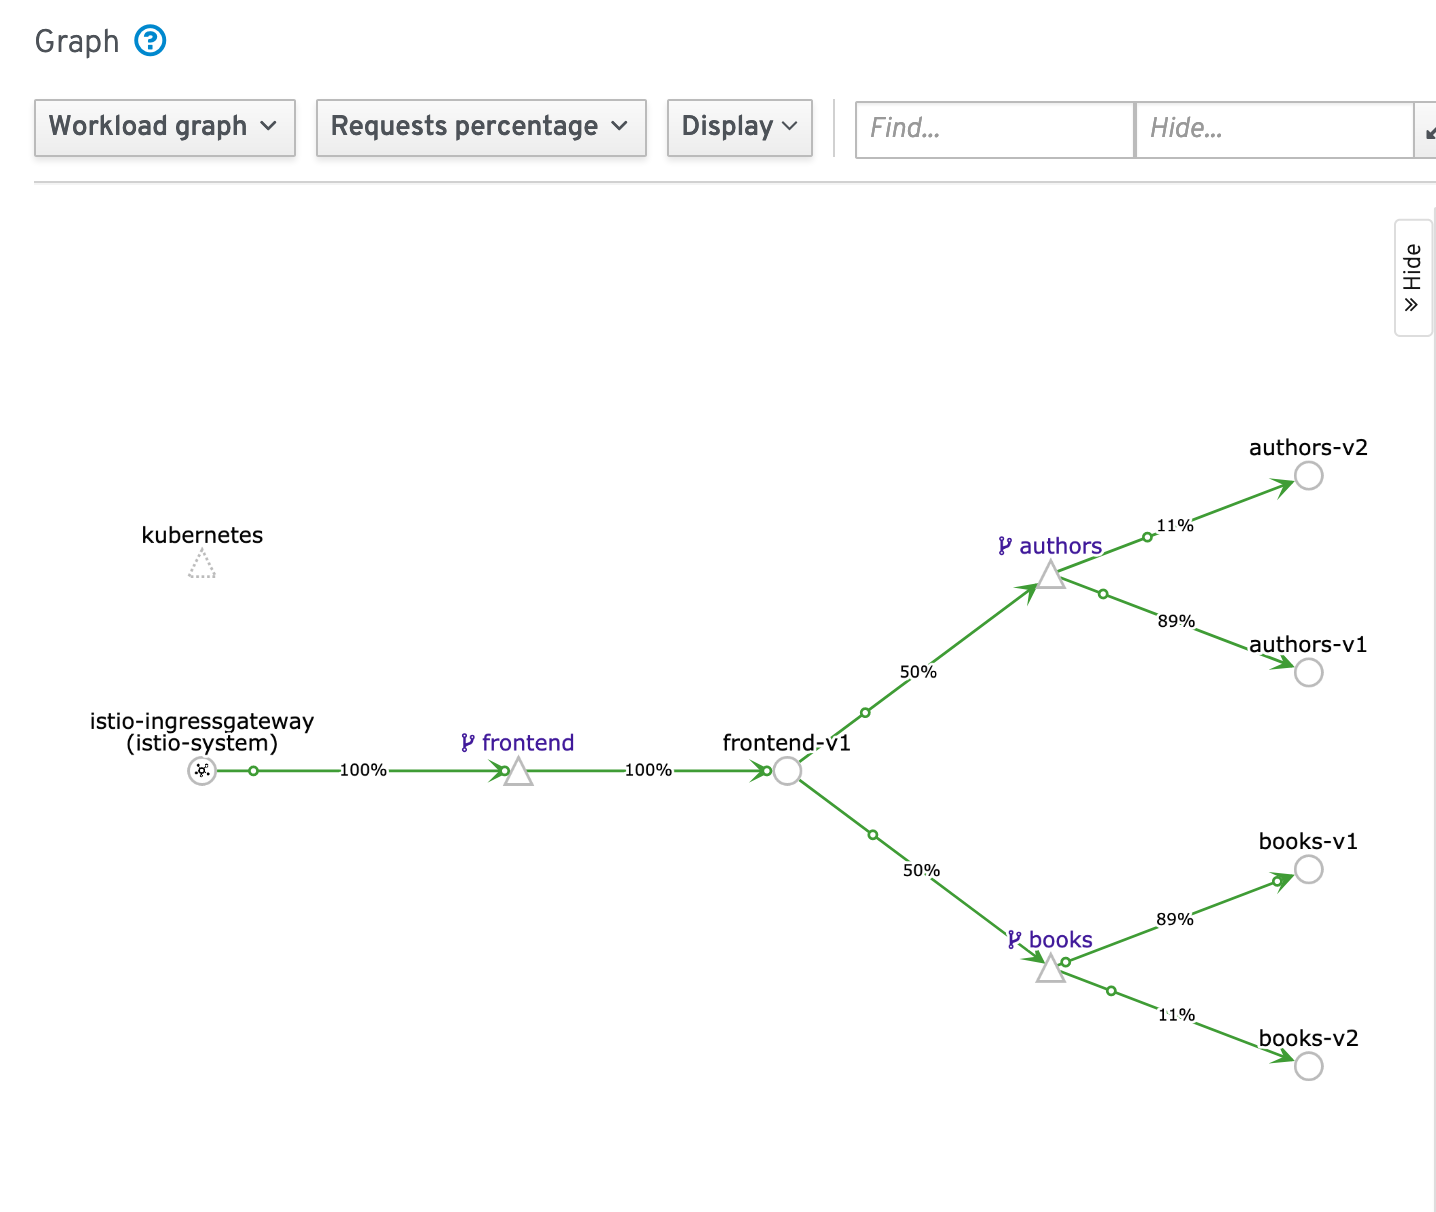 Graph ?
Workload graph
Requests percentage
Display
Find...
Hide...
Hide
authors-v2
11%
kubernetes
authors
89%
authors-v1
50%
istio-ingressgateway
(istio-system)
100%
frontend
100%
frontend-v1
50%
books-v1
89%
books
11%
books-v2